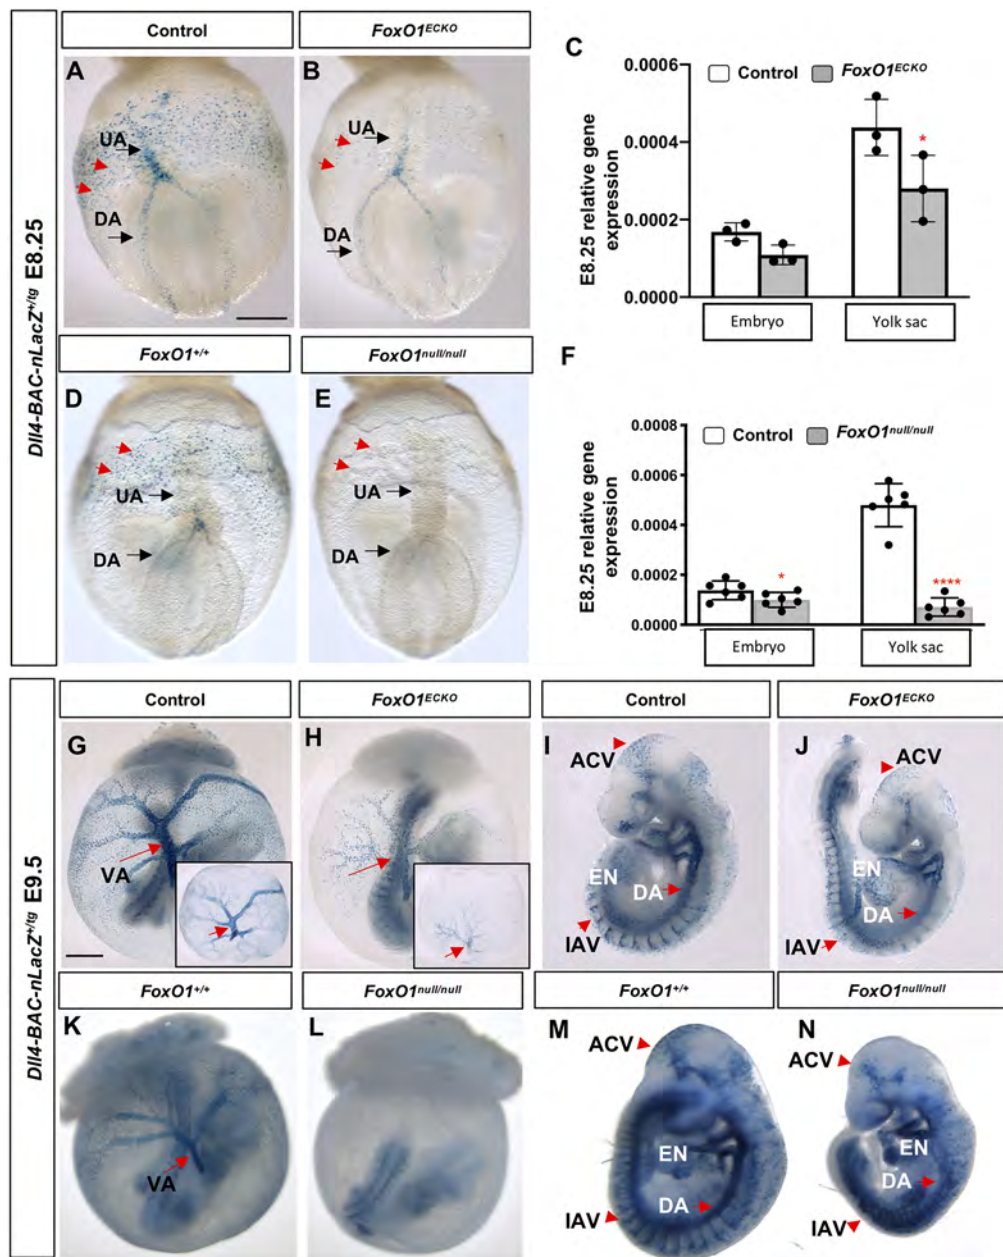 Dll4-BAC-nLacZ+/tg E8.25
Control
FoxO1ECKO
A
UA
DA
B
UA
DA
C
Control
FoxO1ECKO
E8.25 relative gene
expression
0.0006
0.0004
0.0002
0.0000
*
Embryo
Yolk sac
FoxO1+/+
FoxO1null/null
D
UA
DA
E
UA
DA
F
Control
FoxO1null/null
E8.25 relative gene
expression
0.0008
0.0006
0.0004
0.0002
0.0000
*
****
Embryo
Yolk sac
Dll4-BAC-nLacZ+/tg E9.5
Control
FoxO1ECKO
Control
FoxO1ECKO
G
VA
H
I
ACV
EN
DA
IAV
J
ACV
EN
DA
IAV
FoxO1+/+
FoxO1null/null
FoxO1+/+
FoxO1null/null
K
VA
L
M
ACV
EN
DA
IAV
N
ACV
EN
DA
IAV